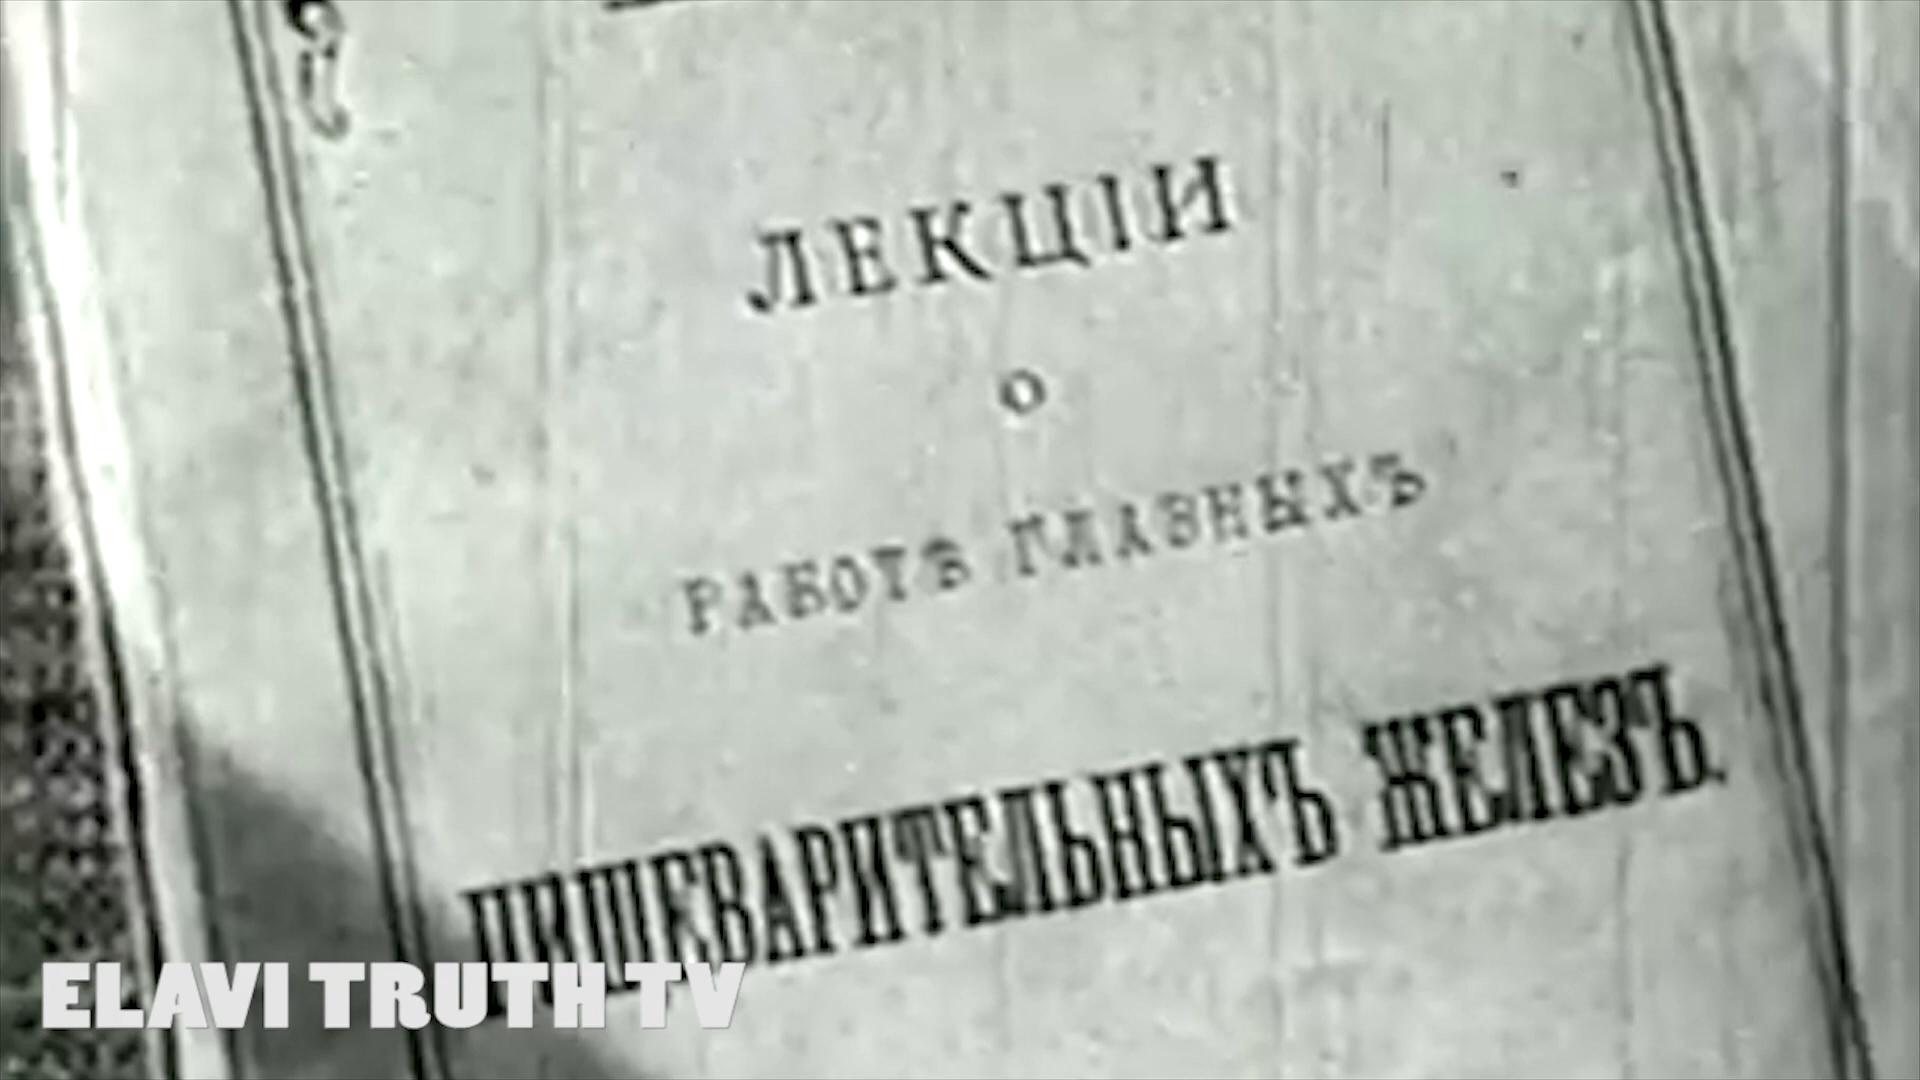 ЛЕКЦІИ
о
РАБОТѢ ГЛАВНЫХЪ
ПИЩЕВАРИТЕЛЬНЫХЪ ЖЕЛЕЗЪ.
ELAVI TRUTH TV